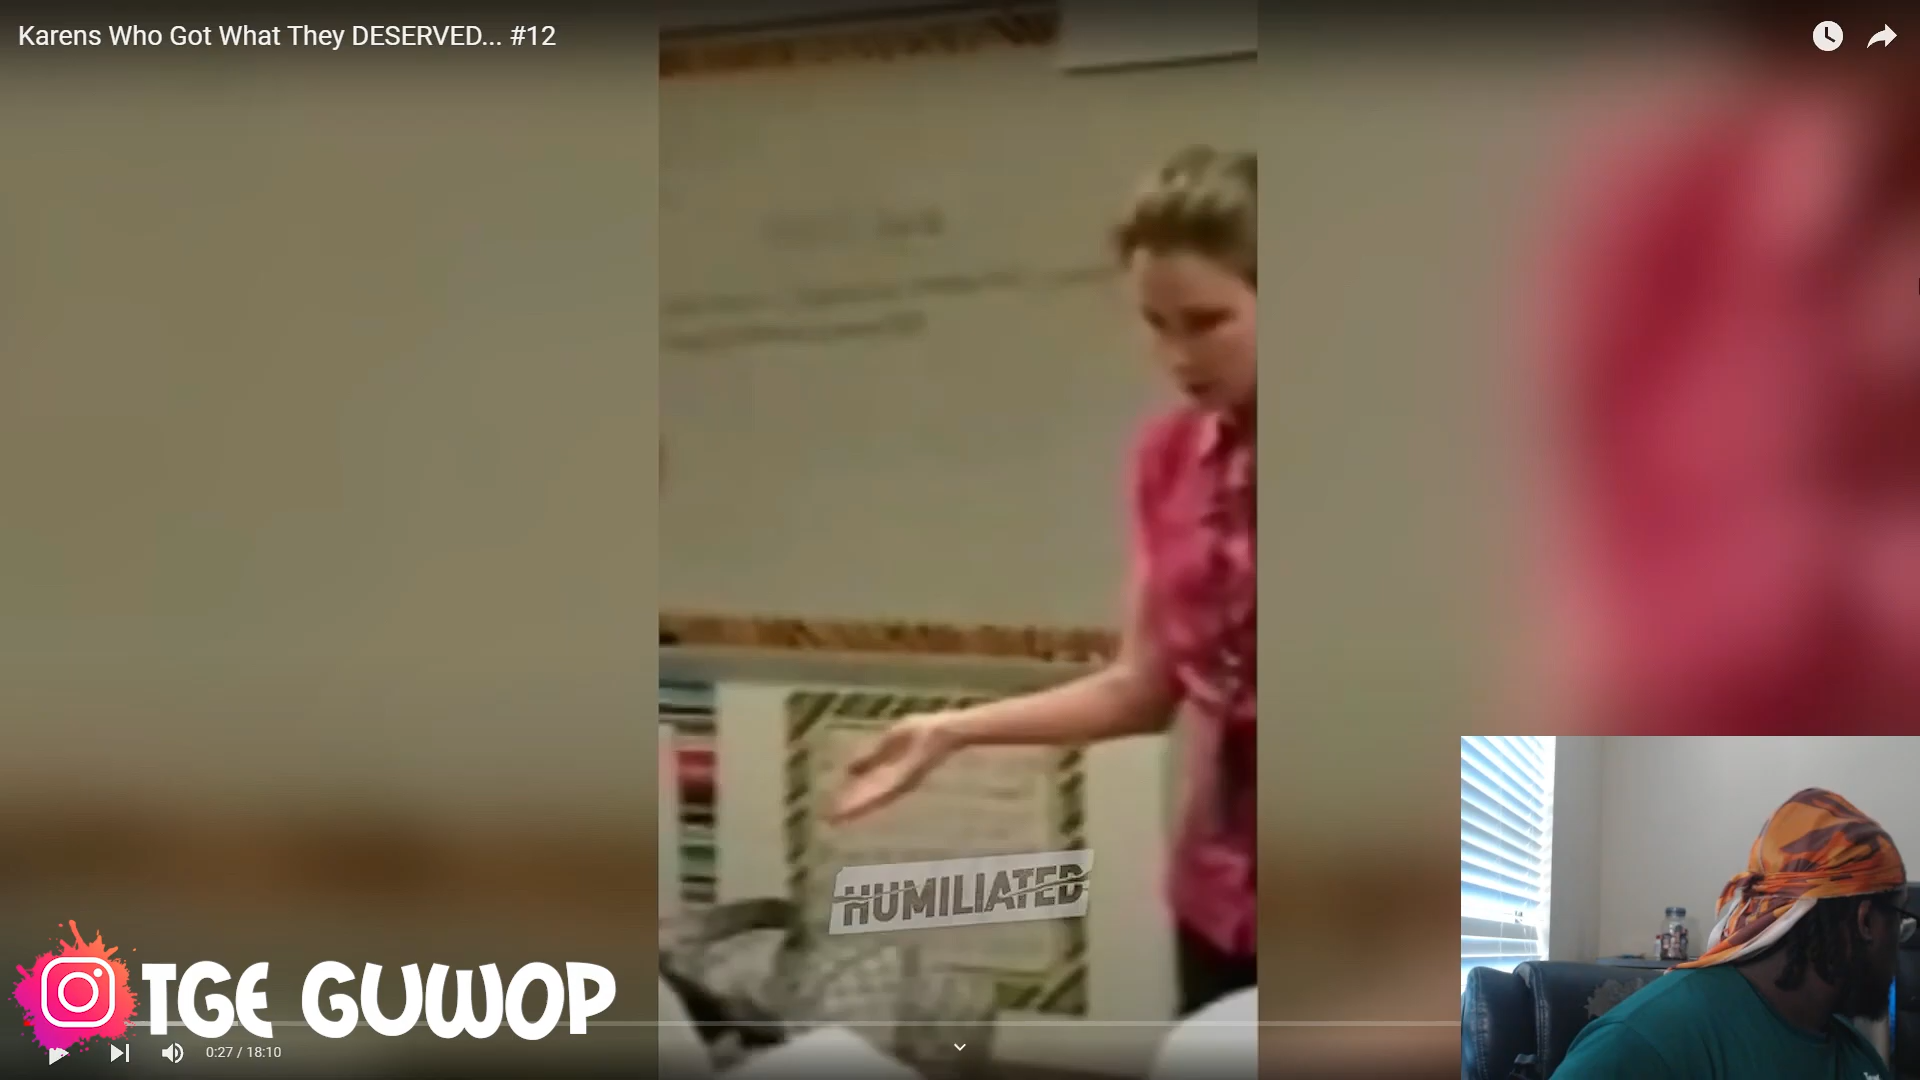 Karens Who Got What They DESERVED... #12
HUMILIATED
TGE GUWOP
0:27 / 18:10